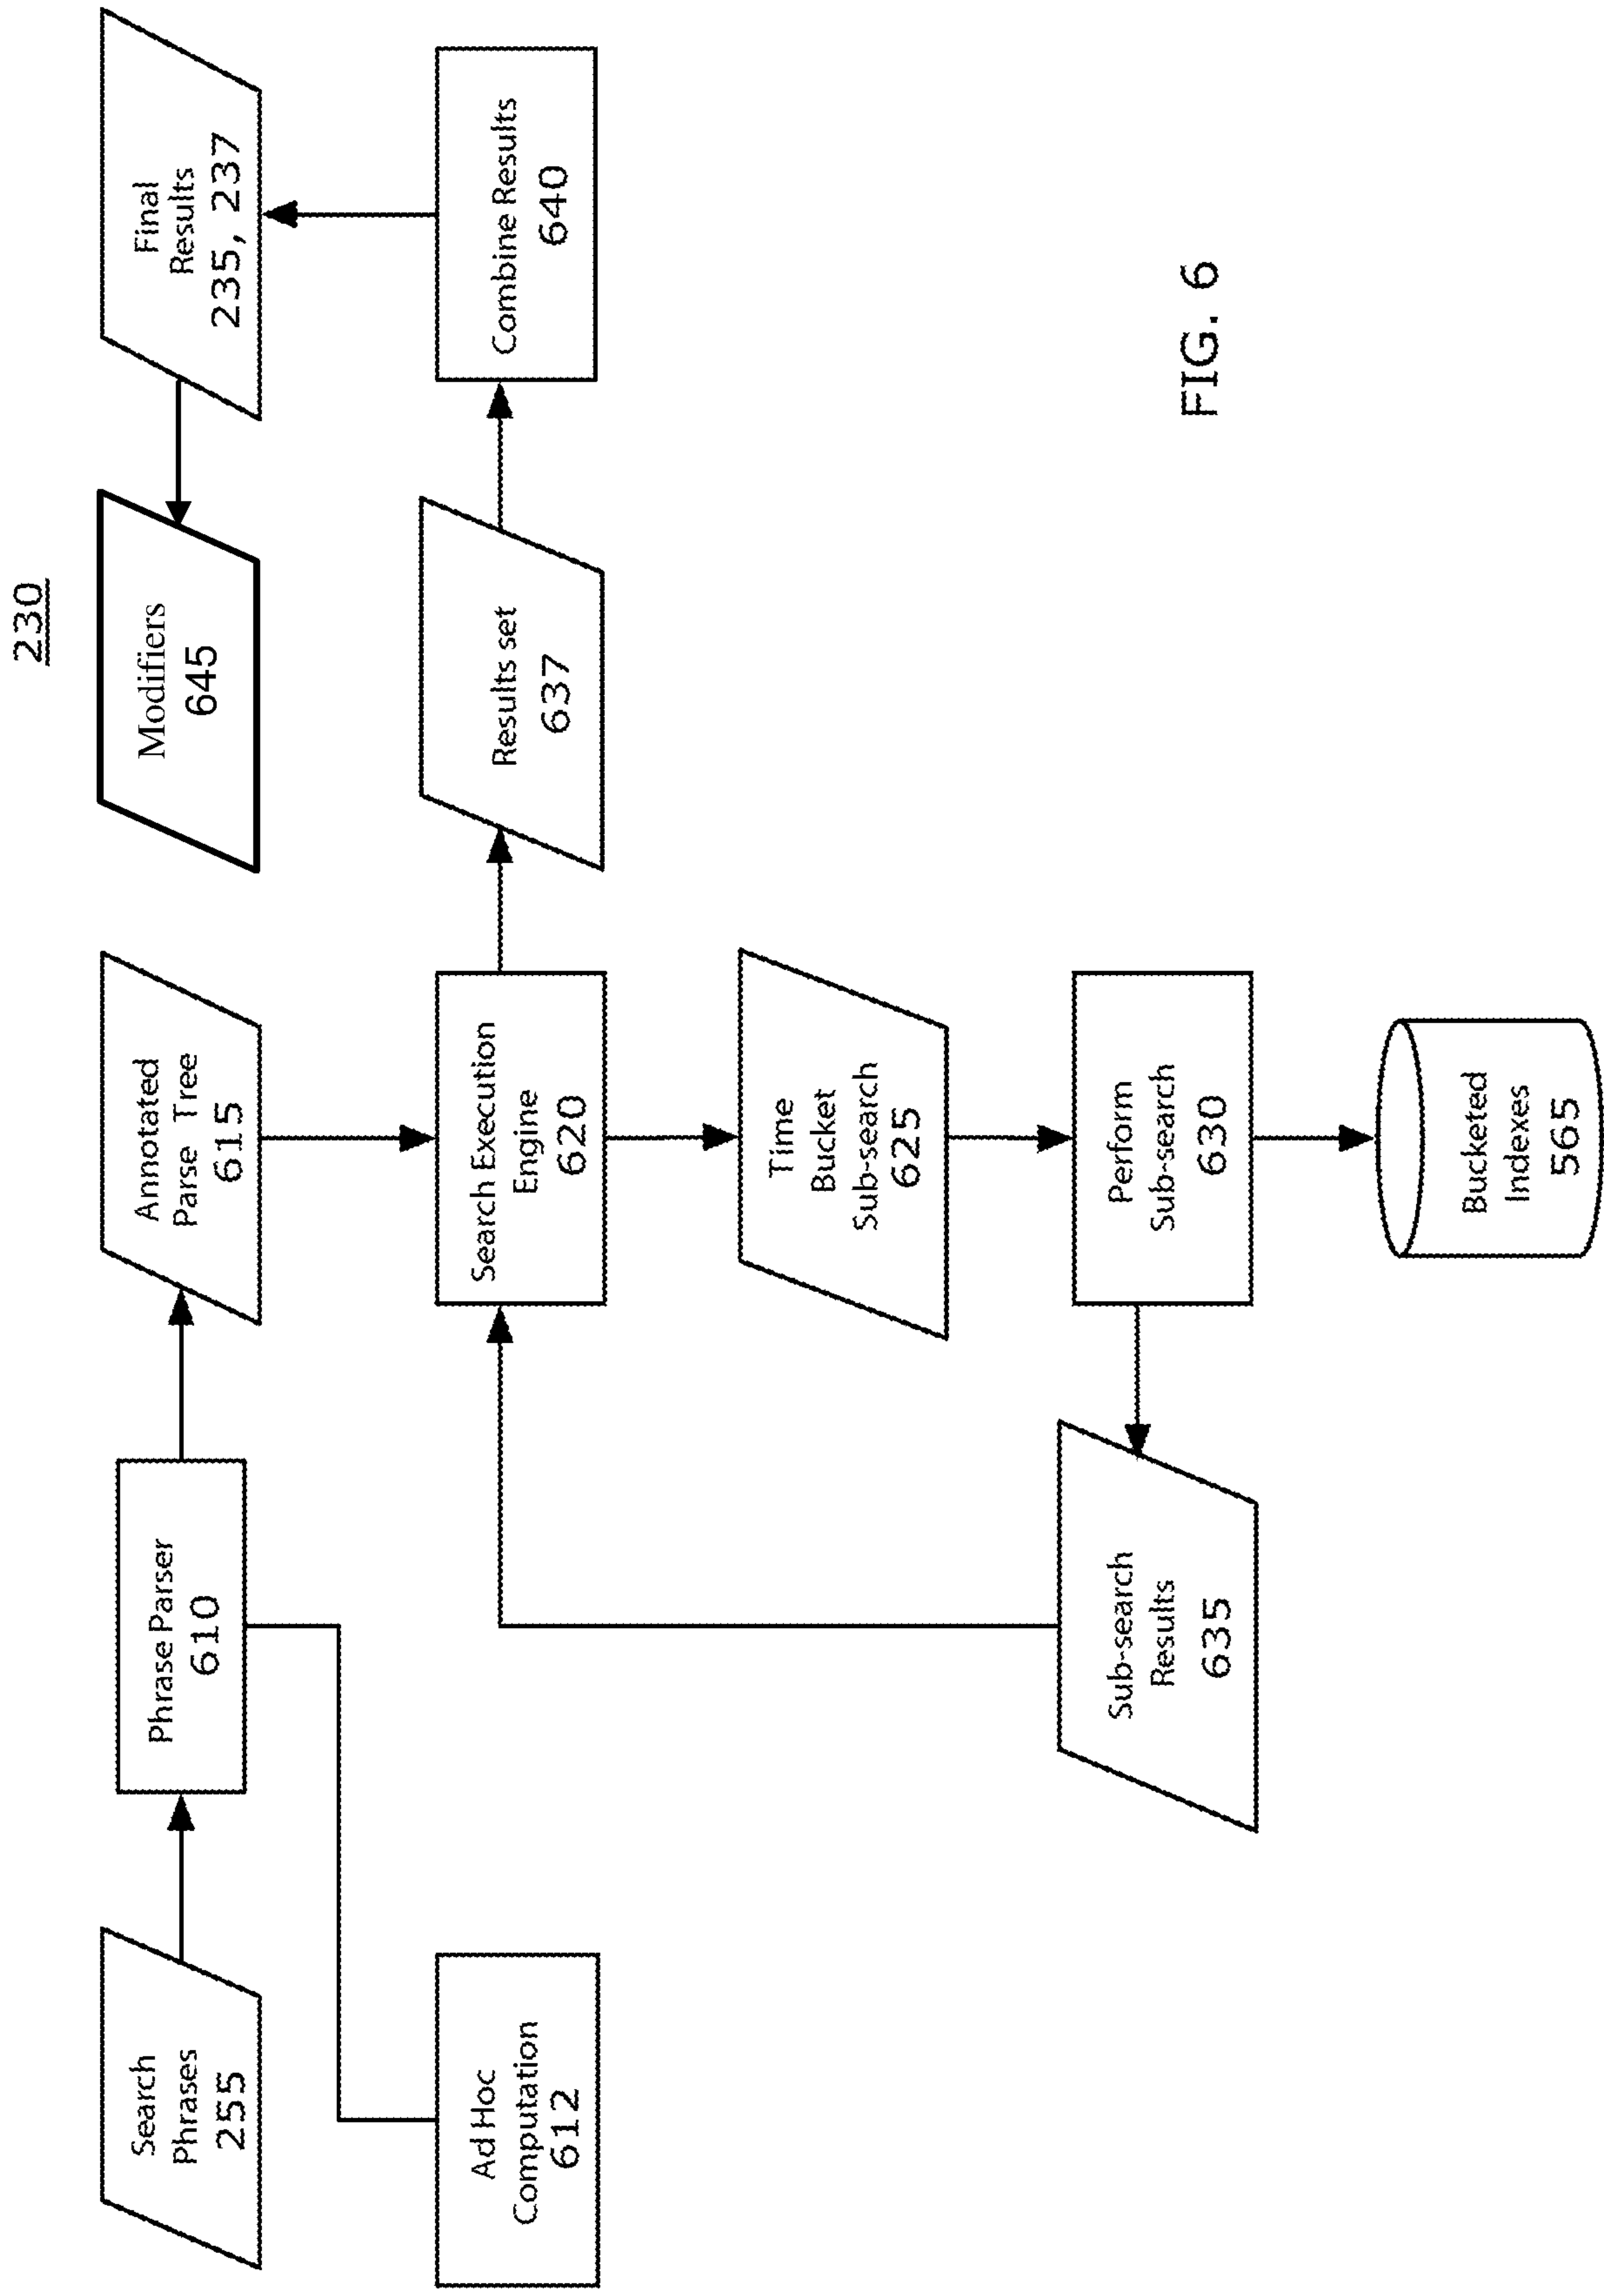 230
Search
Phrases
255
Phrase Parser
610
Annotated
Parse Tree
615
Modifiers
645
Final
Results
235, 237
Ad Hoc
Computation
612
Search Execution
Engine
620
Results set
637
Combine Results
640
Time
Bucket
Sub-search
625
Sub-search
Results
635
Perform
Sub-search
630
Bucketed
Indexes
565
FIG. 6